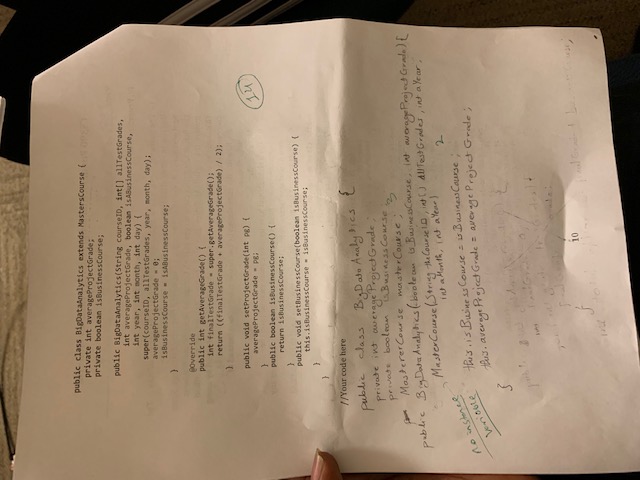 public class BigDataAnalytics extends MastersCourse {
private int averageProjectGrade;
private boolean isBusinessCourse;
public BigDataAnalytics(String courseID, int[] allTestGrades,
int averageProjectGrade, boolean isABusinessCourse,
int year, int month, int day) {
super(courseID, allTestGrades, year, month, day);
averageProjectGrade = 0;
isBusinessCourse = isABusinessCourse;
}
@Override
public int getAverageGrade() {
int finalTestGrade = super.getAverageGrade();
return ((finalTestGrade + averageProjectGrade) / 2);
}
public void setProjectGrade(int pg) {
averageProjectGrade = pg;
}
public boolean isBusinessCourse() {
return isBusinessCourse;
}
public void setBusinessCourse(boolean isBusinessCourse) {
this.isBusinessCourse = isBusinessCourse;
}
}
14
//Your code here
public class BigDataAnalytics {
private int averageProjectGrade;
private boolean isBusinessCourse
masterCourse; 3
public BigDataAnalytics(boolean isBusinessCourse, int averageProjectGrade){
MasterCourse(String theCourseID, int[] AllTestGrades, int aYear,
int aMonth, int aYear)
2
no instance
variable
this.isBusinessCourse = isBusinessCourse;
this.averageProjectGrade = averageProjectGrade;
}
10